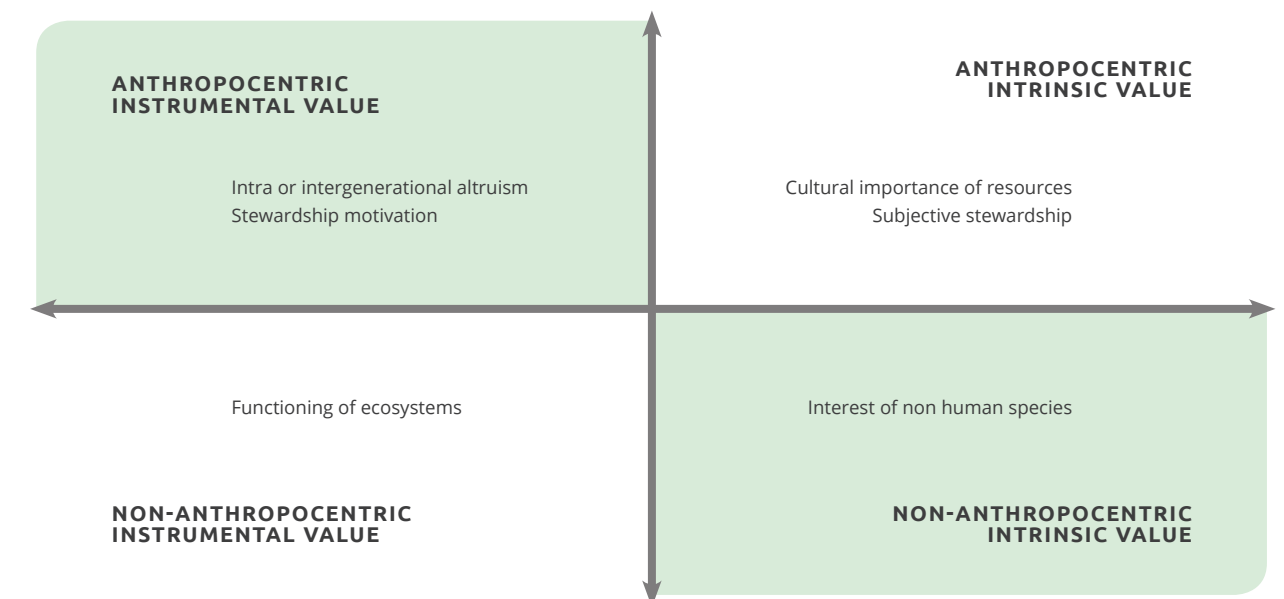 ANTHROPOCENTRIC
INSTRUMENTAL VALUE
Intra or intergenerational altruism
Stewardship motivation
ANTHROPOCENTRIC
INTRINSIC VALUE
Cultural importance of resources
Subjective stewardship
Functioning of ecosystems
NON-ANTHROPOCENTRIC
INSTRUMENTAL VALUE
Interest of non human species
NON-ANTHROPOCENTRIC
INTRINSIC VALUE